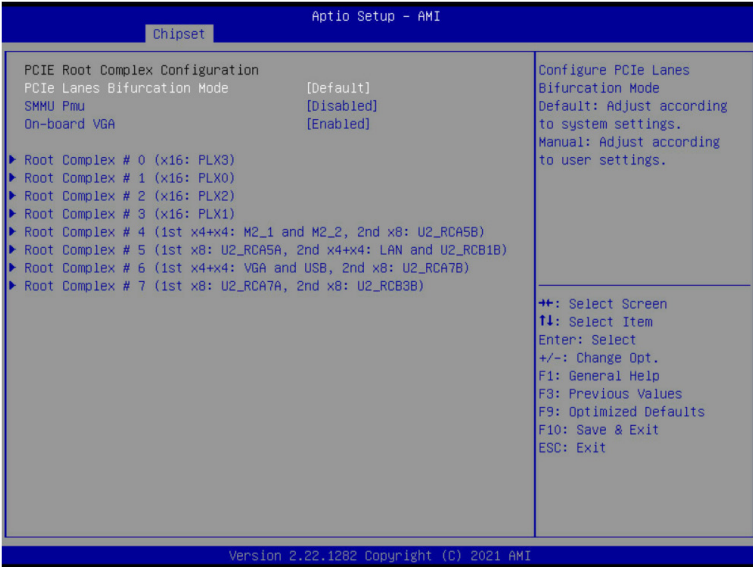 Aptio Setup – AMI
Chipset
PCIE Root Complex Configuration
PCIe Lanes Bifurcation Mode [Default]
SMMU Pmu [Disabled]
On-board VGA [Enabled]
Root Complex # 0 (x16: PLX3)
Root Complex # 1 (x16: PLX0)
Root Complex # 2 (x16: PLX2)
Root Complex # 3 (x16: PLX1)
Root Complex # 4 (1st x4+x4: M2_1 and M2_2, 2nd x8: U2_RCA5B)
Root Complex # 5 (1st x8: U2_RCA5A, 2nd x4+x4: LAN and U2_RCB1B)
Root Complex # 6 (1st x4+x4: VGA and USB, 2nd x8: U2_RCA7B)
Root Complex # 7 (1st x8: U2_RCA7A, 2nd x8: U2_RCB3B)
Configure PCIe Lanes
Bifurcation Mode
Default: Adjust according
to system settings.
Manual: Adjust according
to user settings.
→←: Select Screen
↑↓: Select Item
Enter: Select
+/-: Change Opt.
F1: General Help
F3: Previous Values
F9: Optimized Defaults
F10: Save & Exit
ESC: Exit
Version 2.22.1282 Copyright (C) 2021 AMI